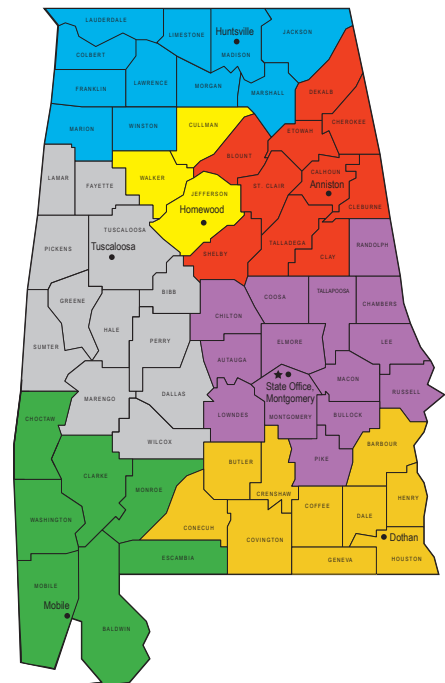 LAUDERDALE
LIMESTONE
Huntsville
MADISON
JACKSON
COLBERT
FRANKLIN
LAWRENCE
MORGAN
MARSHALL
DEKALB
CHEROKEE
MARION
WINSTON
CULLMAN
ETOWAH
BLOUNT
LAMAR
FAYETTE
WALKER
JEFFERSON
Homewood
ST. CLAIR
CALHOUN
Anniston
CLEBURNE
TUSCALOOSA
Tuscaloosa
PICKENS
SHELBY
TALLADEGA
CLAY
RANDOLPH
BIBB
GREENE
HALE
CHILTON
COOSA
TALLAPOOSA
CHAMBERS
SUMTER
PERRY
AUTAUGA
ELMORE
LEE
State Office,
Montgomery
MACON
RUSSELL
MARENGO
DALLAS
LOWNDES
MONTGOMERY
BULLOCK
CHOCTAW
WILCOX
BUTLER
CRENSHAW
PIKE
BARBOUR
CLARKE
MONROE
CONECUH
COVINGTON
COFFEE
DALE
HENRY
WASHINGTON
ESCAMBIA
GENEVA
Dothan
HOUSTON
MOBILE
Mobile
BALDWIN